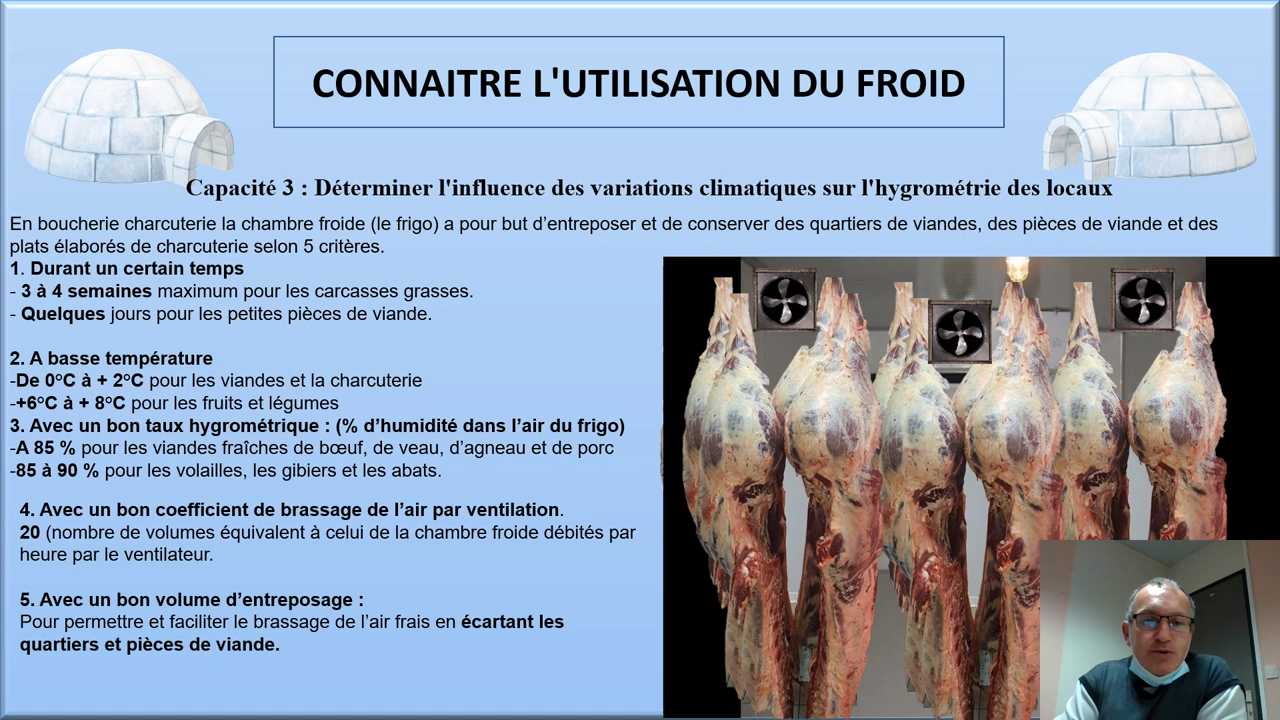 CONNAITRE L'UTILISATION DU FROID
Capacité 3 : Déterminer l'influence des variations climatiques sur l'hygrométrie des locaux
En boucherie charcuterie la chambre froide (le frigo) a pour but d’entreposer et de conserver des quartiers de viandes, des pièces de viande et des
plats élaborés de charcuterie selon 5 critères.
1. Durant un certain temps
- 3 à 4 semaines maximum pour les carcasses grasses.
- Quelques jours pour les petites pièces de viande.
2. A basse température
-De 0°C à + 2°C pour les viandes et la charcuterie
-+6°C à + 8°C pour les fruits et légumes
3. Avec un bon taux hygrométrique : (% d’humidité dans l’air du frigo)
-A 85 % pour les viandes fraîches de bœuf, de veau, d’agneau et de porc
-85 à 90 % pour les volailles, les gibiers et les abats.
4. Avec un bon coefficient de brassage de l’air par ventilation.
20 (nombre de volumes équivalent à celui de la chambre froide débités par
heure par le ventilateur.
5. Avec un bon volume d’entreposage :
Pour permettre et faciliter le brassage de l’air frais en écartant les
quartiers et pièces de viande.